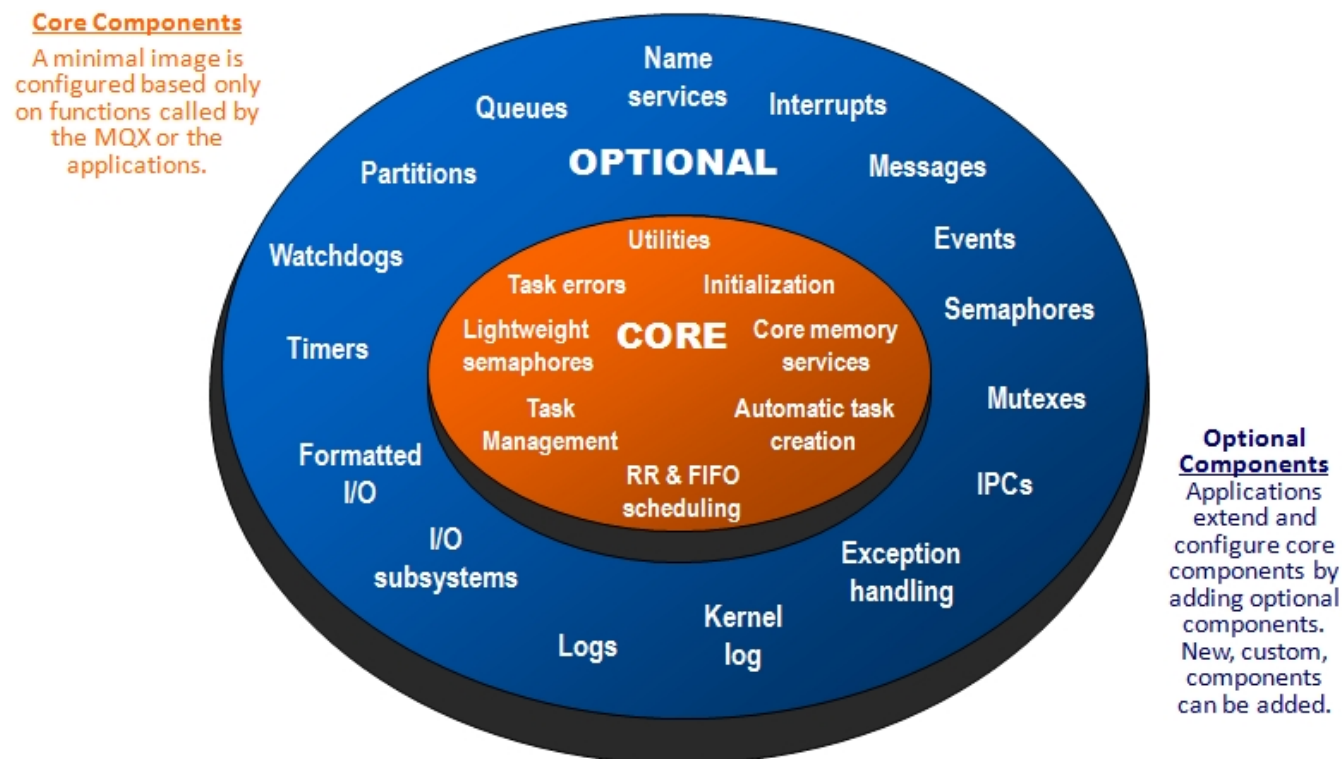 Core Components
A minimal image is
configured based only
on functions called by
the MQX or the
applications.
Name
services
Queues
Interrupts
OPTIONAL
Partitions
Messages
Watchdogs
Events
Timers
Semaphores
Formatted
I/O
Mutexes
I/O
subsystems
IPCs
Logs
Kernel
log
Exception
handling
Utilities
Task errors
Initialization
Lightweight
semaphores
CORE
Core memory
services
Task
Management
Automatic task
creation
RR & FIFO
scheduling
Optional
Components
Applications
extend and
configure core
components by
adding optional
components.
New, custom,
components
can be added.